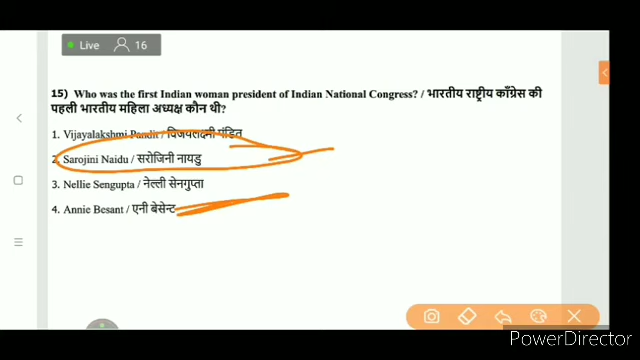 Live 16
15) Who was the first Indian woman president of Indian National Congress? / भारतीय राष्ट्रीय काँग्रेस की
पहली भारतीय महिला अध्यक्ष कौन थी?
1. Vijayalakshmi Pandit / विजयलक्ष्मी पंडित
2. Sarojini Naidu / सरोजिनी नायडु
3. Nellie Sengupta / नेल्ली सेनगुप्ता
4. Annie Besant / एनी बेसेन्ट
PowerDirector